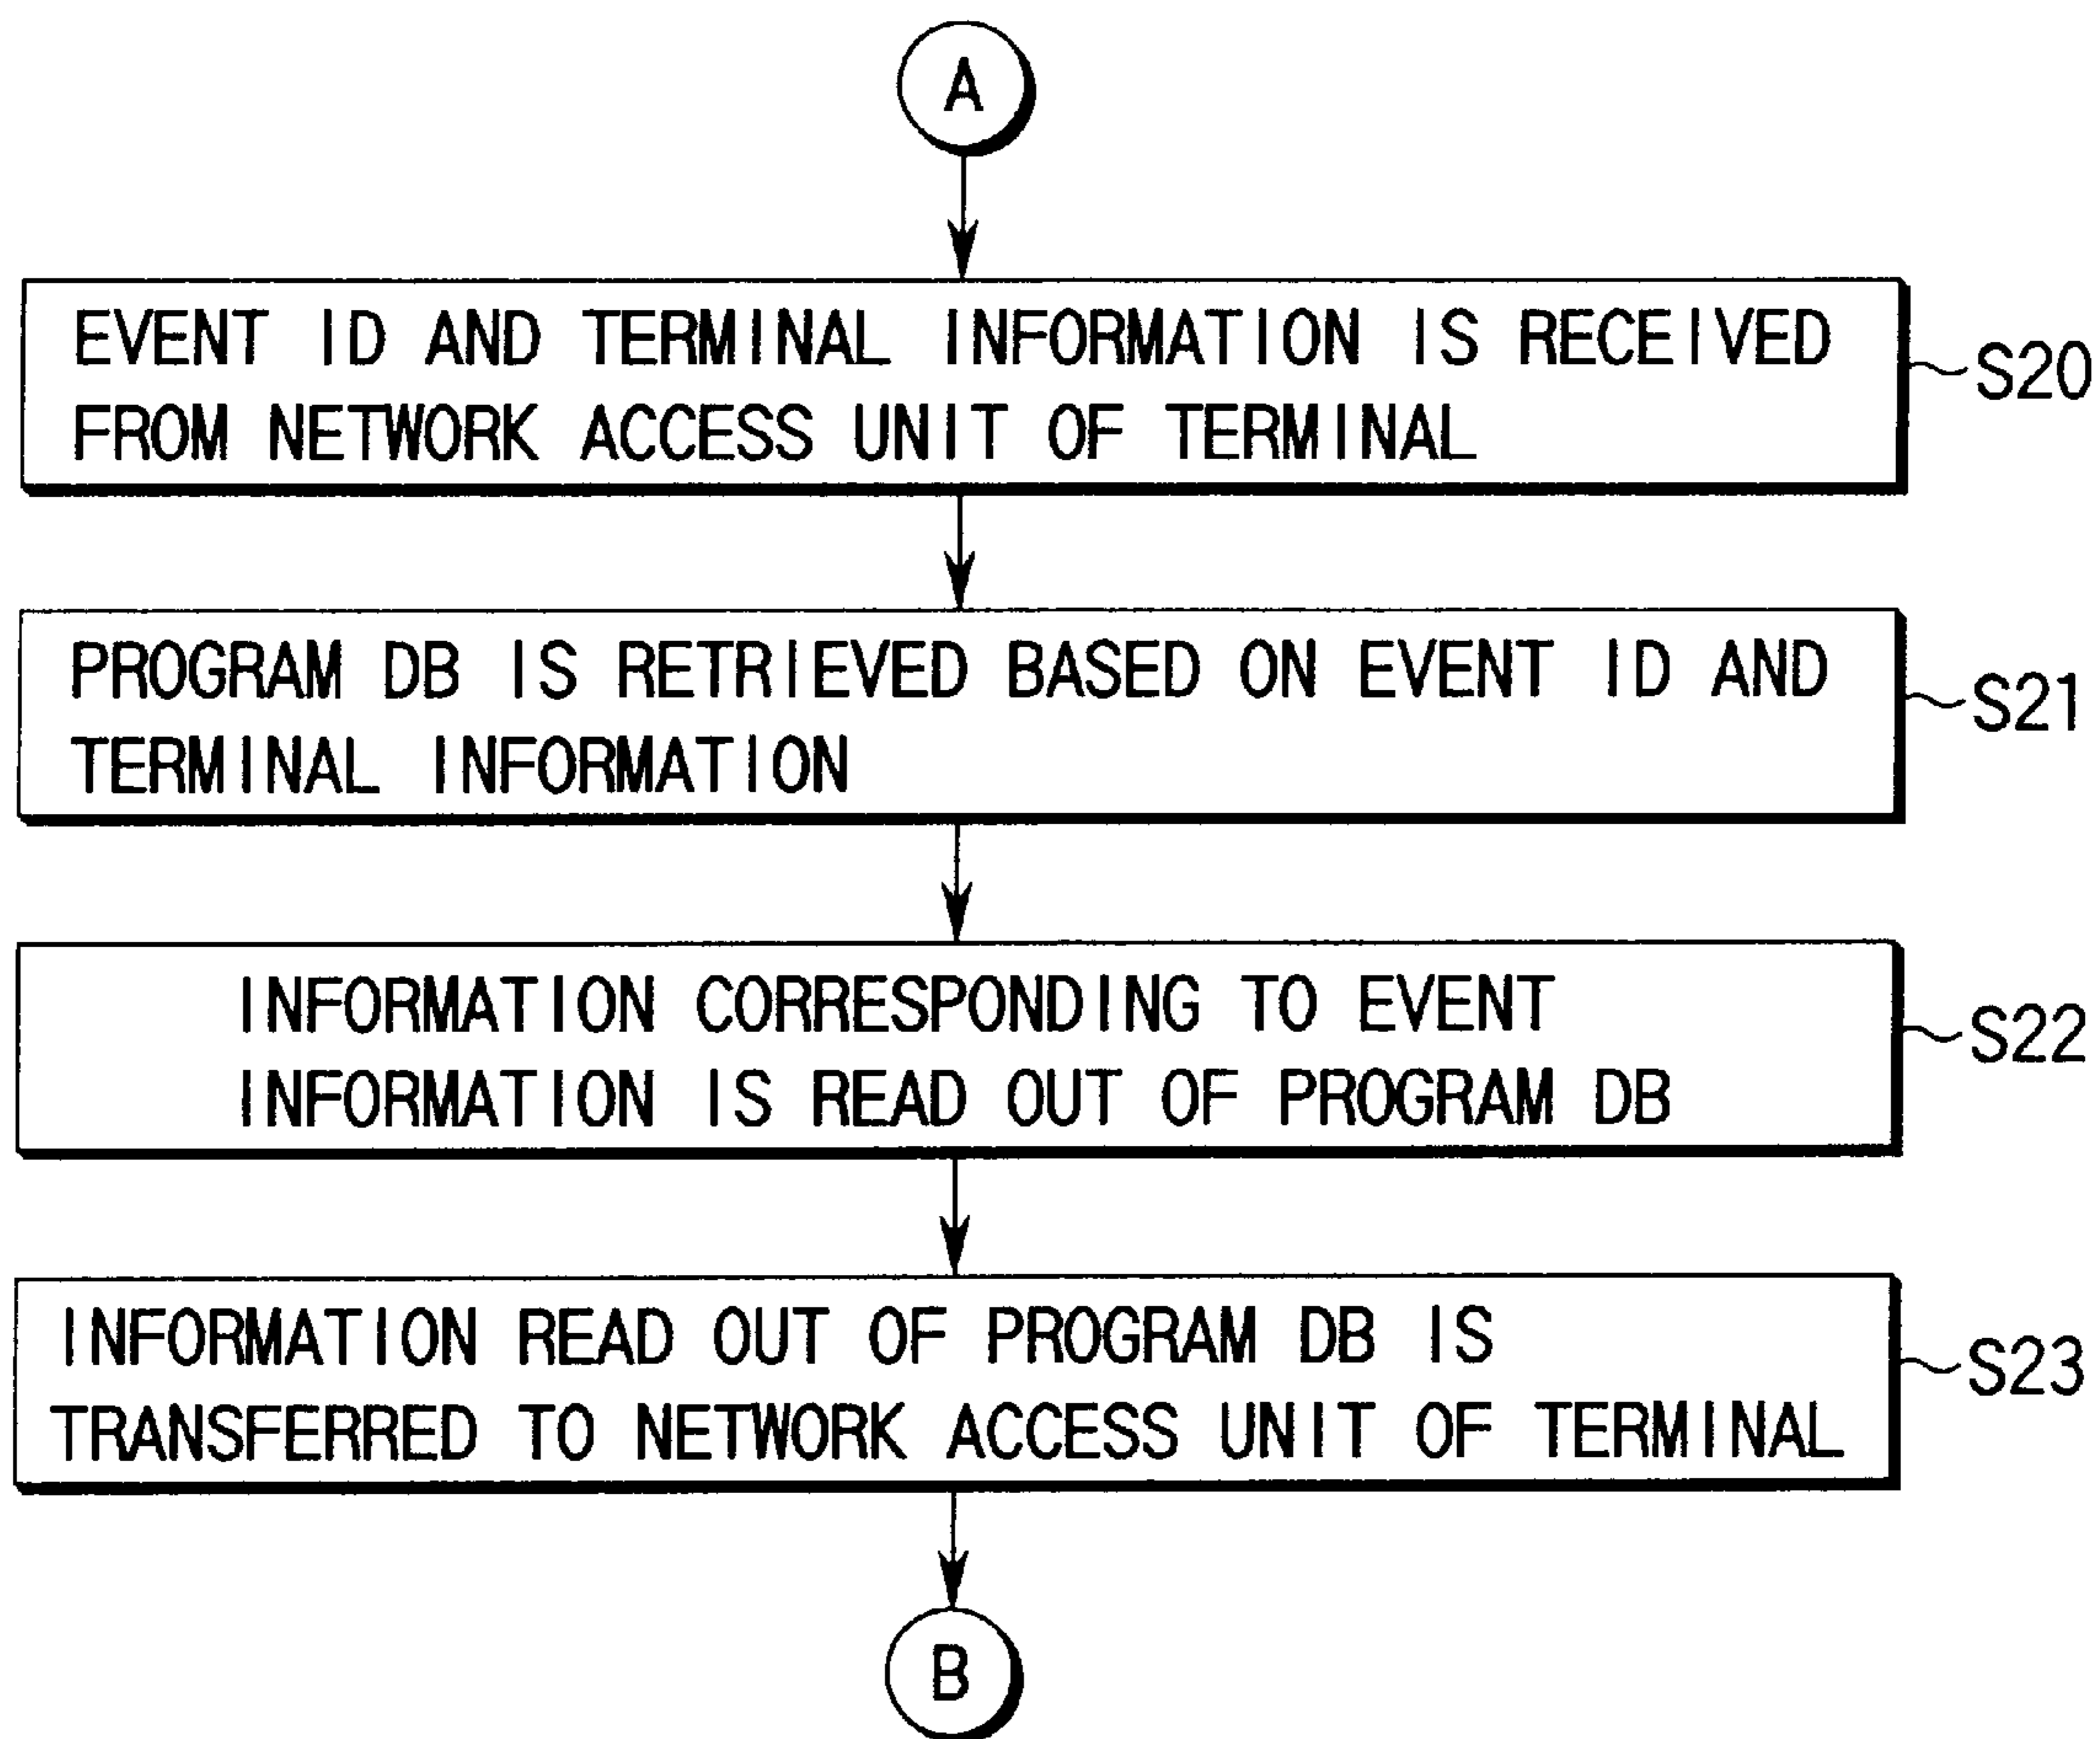 A
EVENT ID AND TERMINAL INFORMATION IS RECEIVED
FROM NETWORK ACCESS UNIT OF TERMINAL
S20
PROGRAM DB IS RETRIEVED BASED ON EVENT ID AND
TERMINAL INFORMATION
S21
INFORMATION CORRESPONDING TO EVENT
INFORMATION IS READ OUT OF PROGRAM DB
S22
INFORMATION READ OUT OF PROGRAM DB IS
TRANSFERRED TO NETWORK ACCESS UNIT OF TERMINAL
S23
B